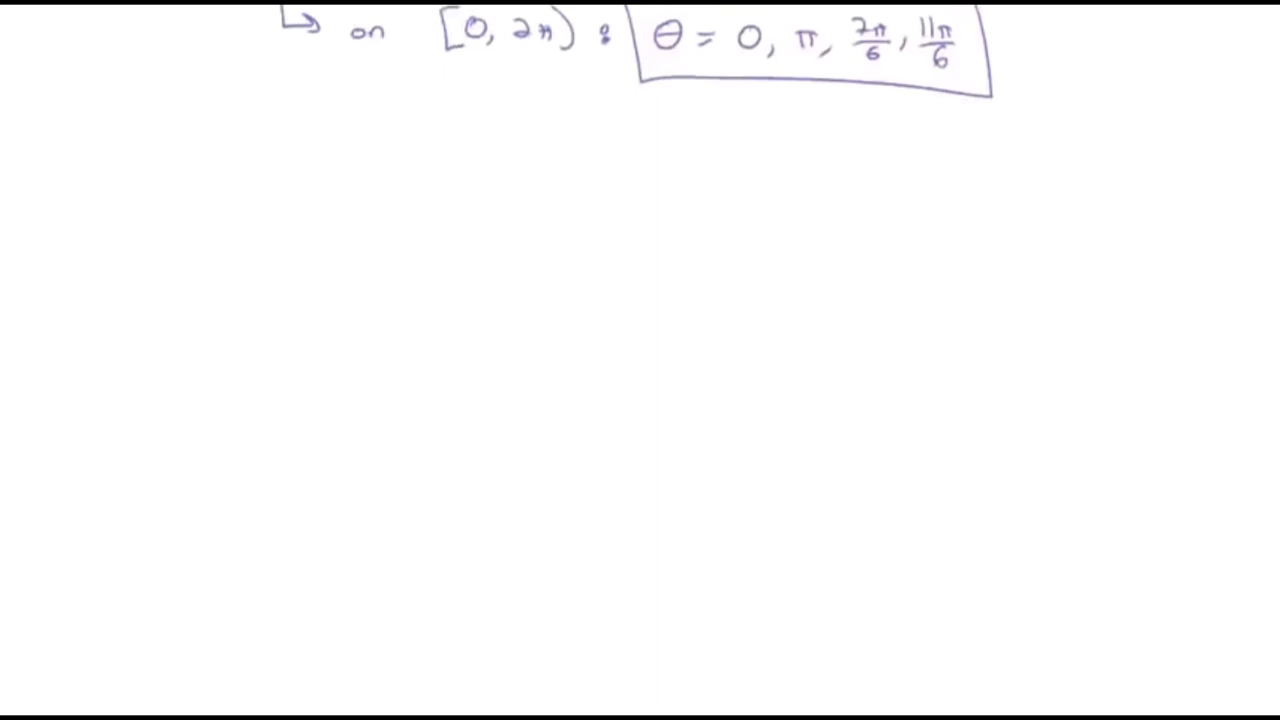 ↳ on [0, 2π) : θ = 0, π, 7π/6, 11π/6